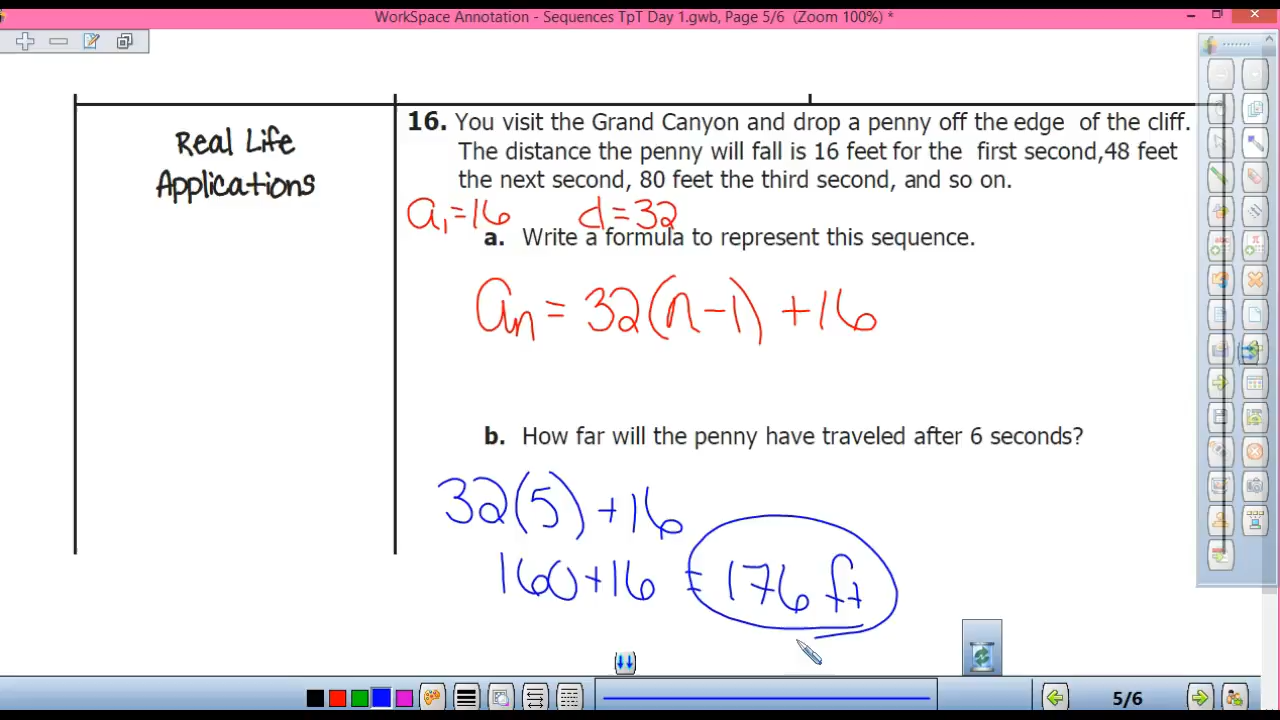 WorkSpace Annotation - Sequences TpT Day 1.gwb, Page 5/6 (Zoom 100%) *
Real Life
Applications
16. You visit the Grand Canyon and drop a penny off the edge of the cliff.
The distance the penny will fall is 16 feet for the first second,48 feet
the next second, 80 feet the third second, and so on.
a₁=16 d=32
a. Write a formula to represent this sequence.
aₙ = 32(n-1) +16
b. How far will the penny have traveled after 6 seconds?
32(5) +16
160+16 = 176 ft
5/6